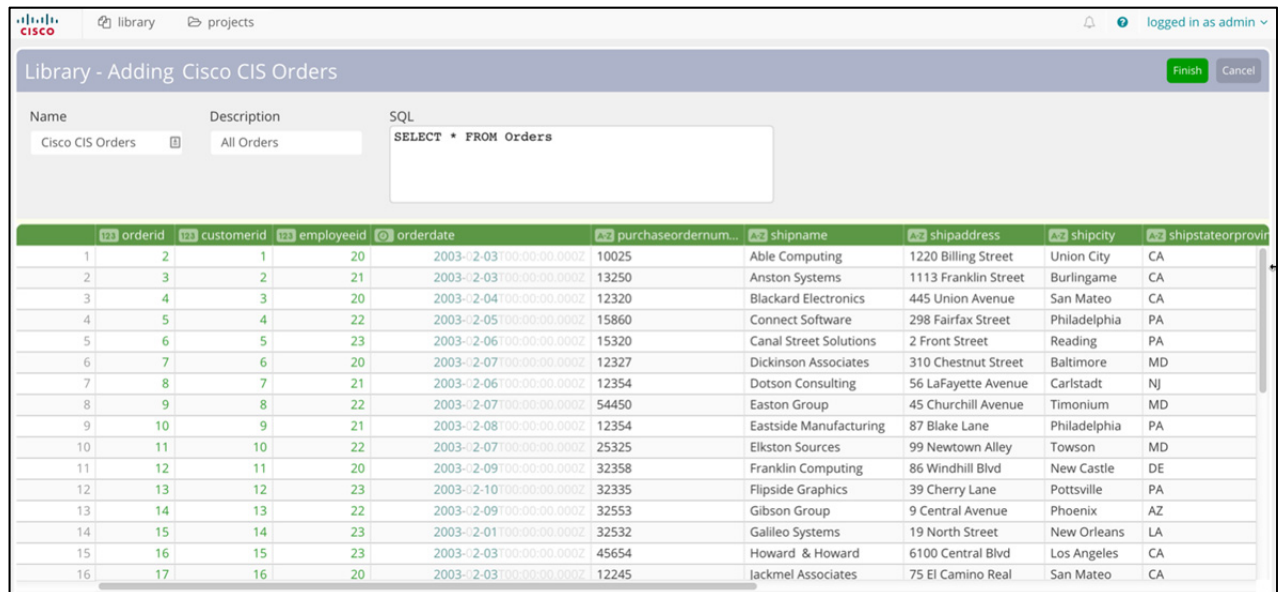 cisco library projects logged in as admin
Library - Adding Cisco CIS Orders Finish Cancel
Name Description SQL
Cisco CIS Orders All Orders SELECT * FROM Orders
123 orderid 123 customerid 123 employeeid orderdate A-Z purchaseordernum... A-Z shipname A-Z shipaddress A-Z shipcity A-Z shipstateorprovin
1 2 1 20 2003-02-03T00:00:00.000Z 10025 Able Computing 1220 Billing Street Union City CA
2 3 2 21 2003-02-03T00:00:00.000Z 13250 Anston Systems 1113 Franklin Street Burlingame CA
3 4 3 20 2003-02-04T00:00:00.000Z 12320 Blackard Electronics 445 Union Avenue San Mateo CA
4 5 4 22 2003-02-05T00:00:00.000Z 15860 Connect Software 298 Fairfax Street Philadelphia PA
5 6 5 23 2003-02-06T00:00:00.000Z 15320 Canal Street Solutions 2 Front Street Reading PA
6 7 6 20 2003-02-07T00:00:00.000Z 12327 Dickinson Associates 310 Chestnut Street Baltimore MD
7 8 7 21 2003-02-06T00:00:00.000Z 12354 Dotson Consulting 56 LaFayette Avenue Carlstadt NJ
8 9 8 22 2003-02-07T00:00:00.000Z 54450 Easton Group 45 Churchill Avenue Timonium MD
9 10 9 21 2003-02-08T00:00:00.000Z 12354 Eastside Manufacturing 87 Blake Lane Philadelphia PA
10 11 10 22 2003-02-07T00:00:00.000Z 25325 Elkston Sources 99 Newtown Alley Towson MD
11 12 11 20 2003-02-09T00:00:00.000Z 32358 Franklin Computing 86 Windhill Blvd New Castle DE
12 13 12 23 2003-02-10T00:00:00.000Z 32335 Flipside Graphics 39 Cherry Lane Pottsville PA
13 14 13 22 2003-02-09T00:00:00.000Z 32553 Gibson Group 9 Central Avenue Phoenix AZ
14 15 14 23 2003-02-01T00:00:00.000Z 32532 Galileo Systems 19 North Street New Orleans LA
15 16 15 23 2003-02-03T00:00:00.000Z 45654 Howard & Howard 6100 Central Blvd Los Angeles CA
16 17 16 20 2003-02-03T00:00:00.000Z 12245 Jackmel Associates 75 El Camino Real San Mateo CA